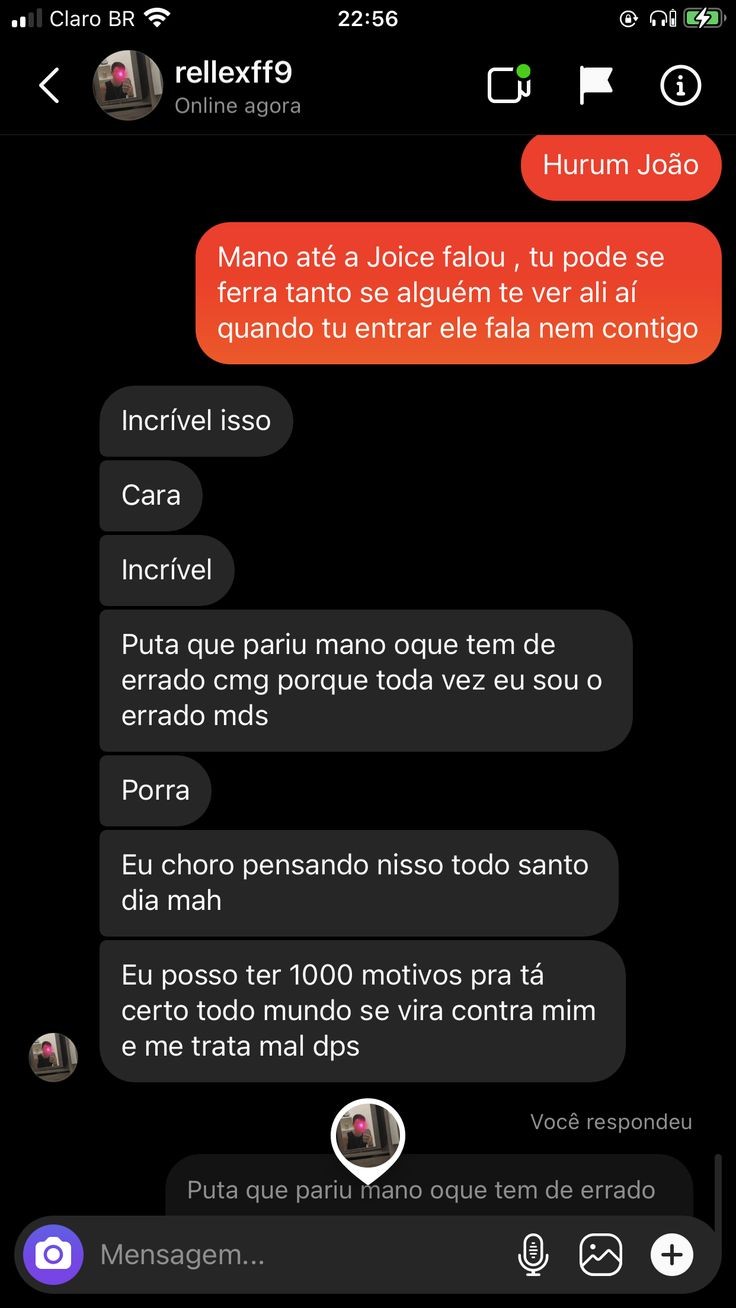 Claro BR
22:56
rellexff9
Online agora
Hurum João
Mano até a Joice falou , tu pode se
ferra tanto se alguém te ver ali aí
quando tu entrar ele fala nem contigo
Incrível isso
Cara
Incrível
Puta que pariu mano oque tem de
errado cmg porque toda vez eu sou o
errado mds
Porra
Eu choro pensando nisso todo santo
dia mah
Eu posso ter 1000 motivos pra tá
certo todo mundo se vira contra mim
e me trata mal dps
Você respondeu
Puta que pariu mano oque tem de errado
Mensagem...